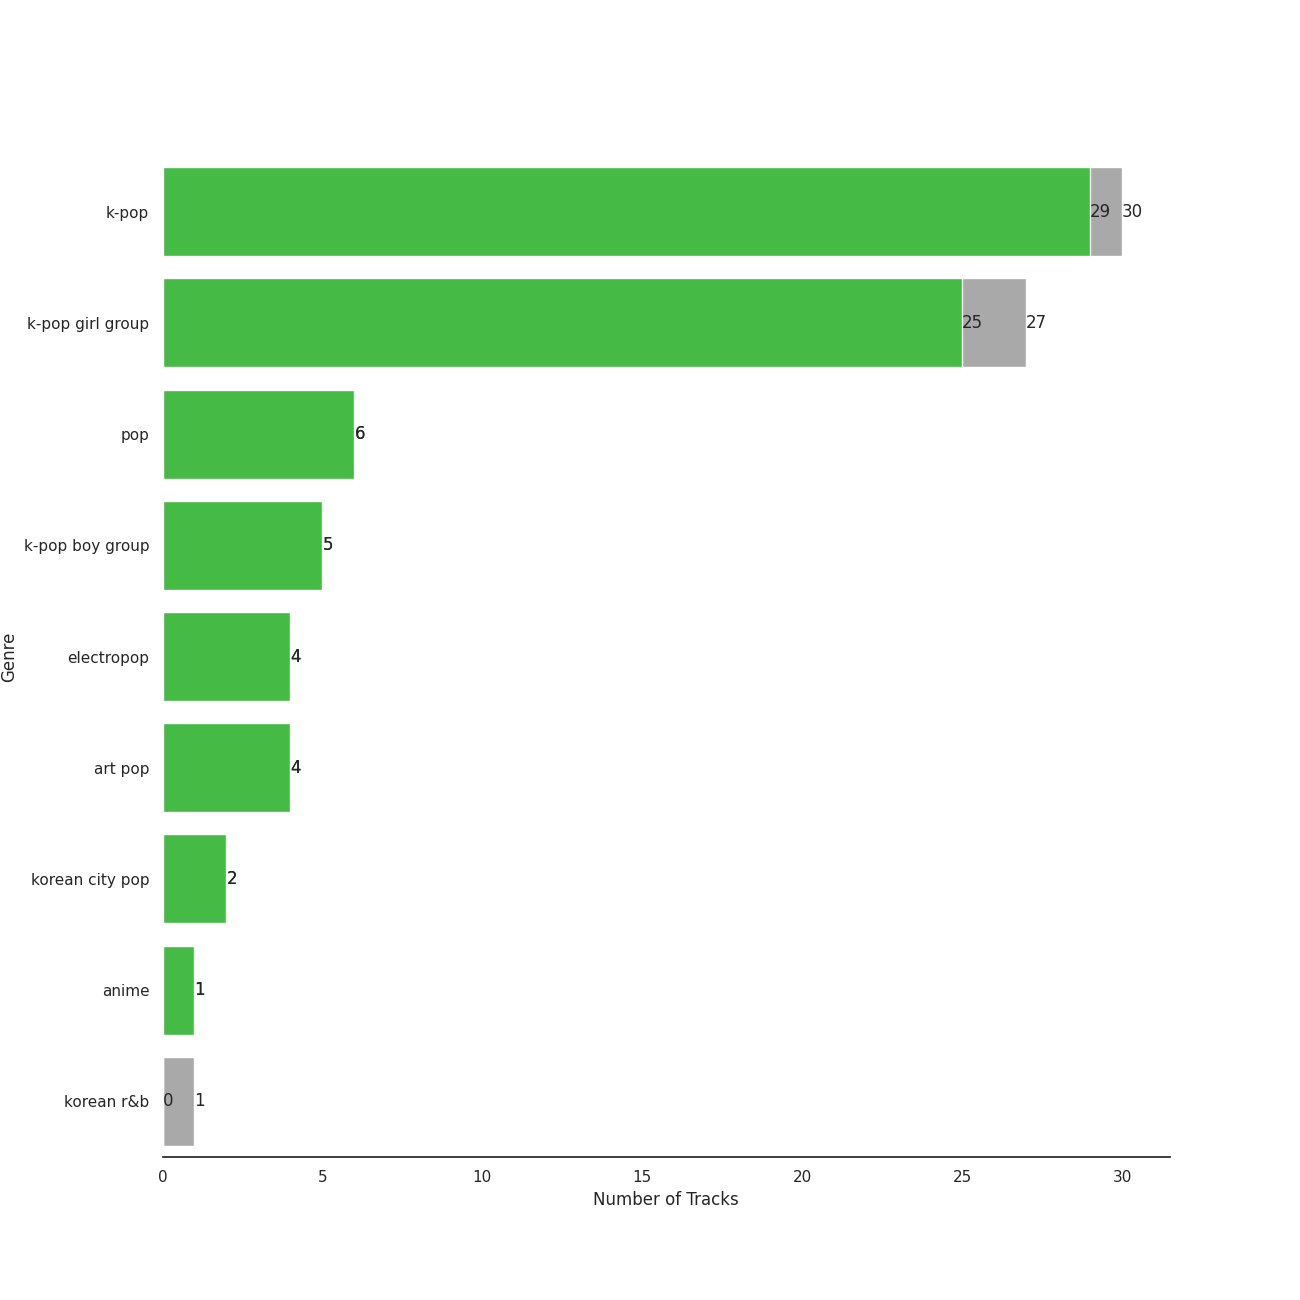 k-pop 29 30
k-pop girl group 25 27
pop 6
k-pop boy group 5
electropop 4
Genre
art pop 4
korean city pop 2
anime 1
korean r&b 0 1
0 5 10 15 20 25 30
Number of Tracks